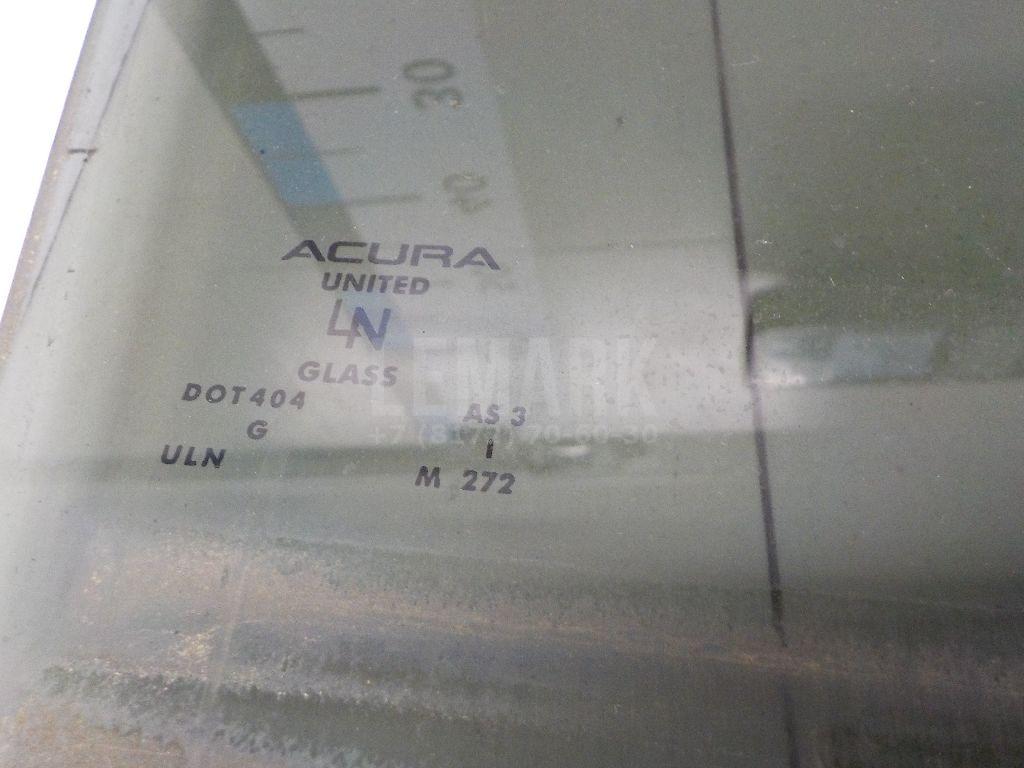 30
ACURA
UNITED
LN
GLASS
DOT404
G
ULN
AS 3
I
M 272
LEMARK